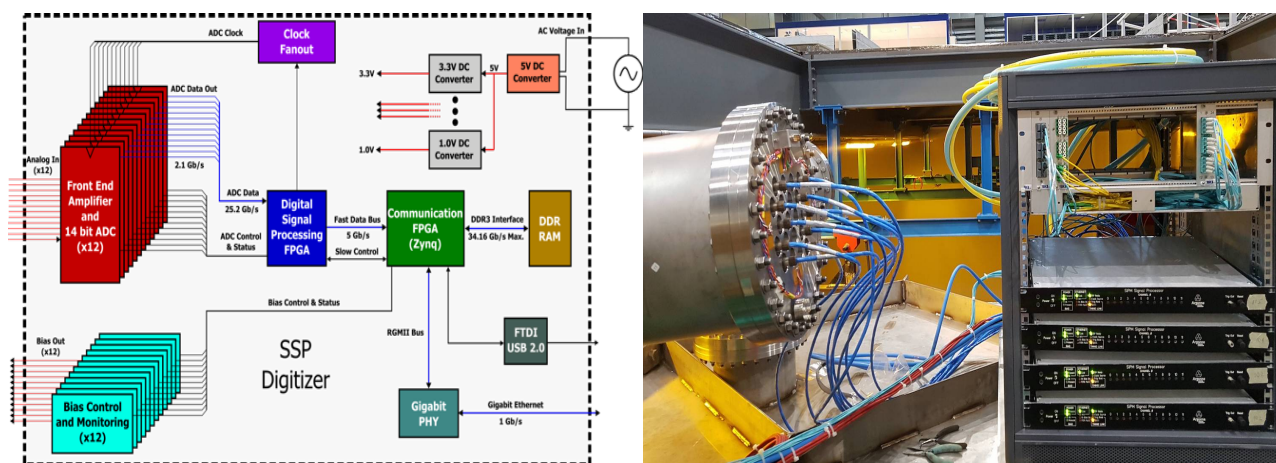 ADC Clock
Clock
Fanout
AC Voltage In
3.3V
3.3V DC
Converter
5V
5V DC
Converter
1.0V
1.0V DC
Converter
ADC Data Out
2.1 Gb/s
Analog In
(x12)
Front End
Amplifier
and
14 bit ADC
(x12)
ADC Data
25.2 Gb/s
ADC Control
& Status
Digital
Signal
Processing
FPGA
Fast Data Bus
5 Gb/s
Slow Control
Communication
FPGA
(Zynq)
DDR3 Interface
34.16 Gb/s Max.
DDR
RAM
Bias Control & Status
RGMII Bus
FTDI
USB 2.0
Bias Out
(x12)
Bias Control
and Monitoring
(x12)
SSP
Digitizer
Gigabit
PHY
Gigabit Ethernet
1 Gb/s
SiPM Signal Processor
SiPM Signal Processor
SiPM Signal Processor
SiPM Signal Processor